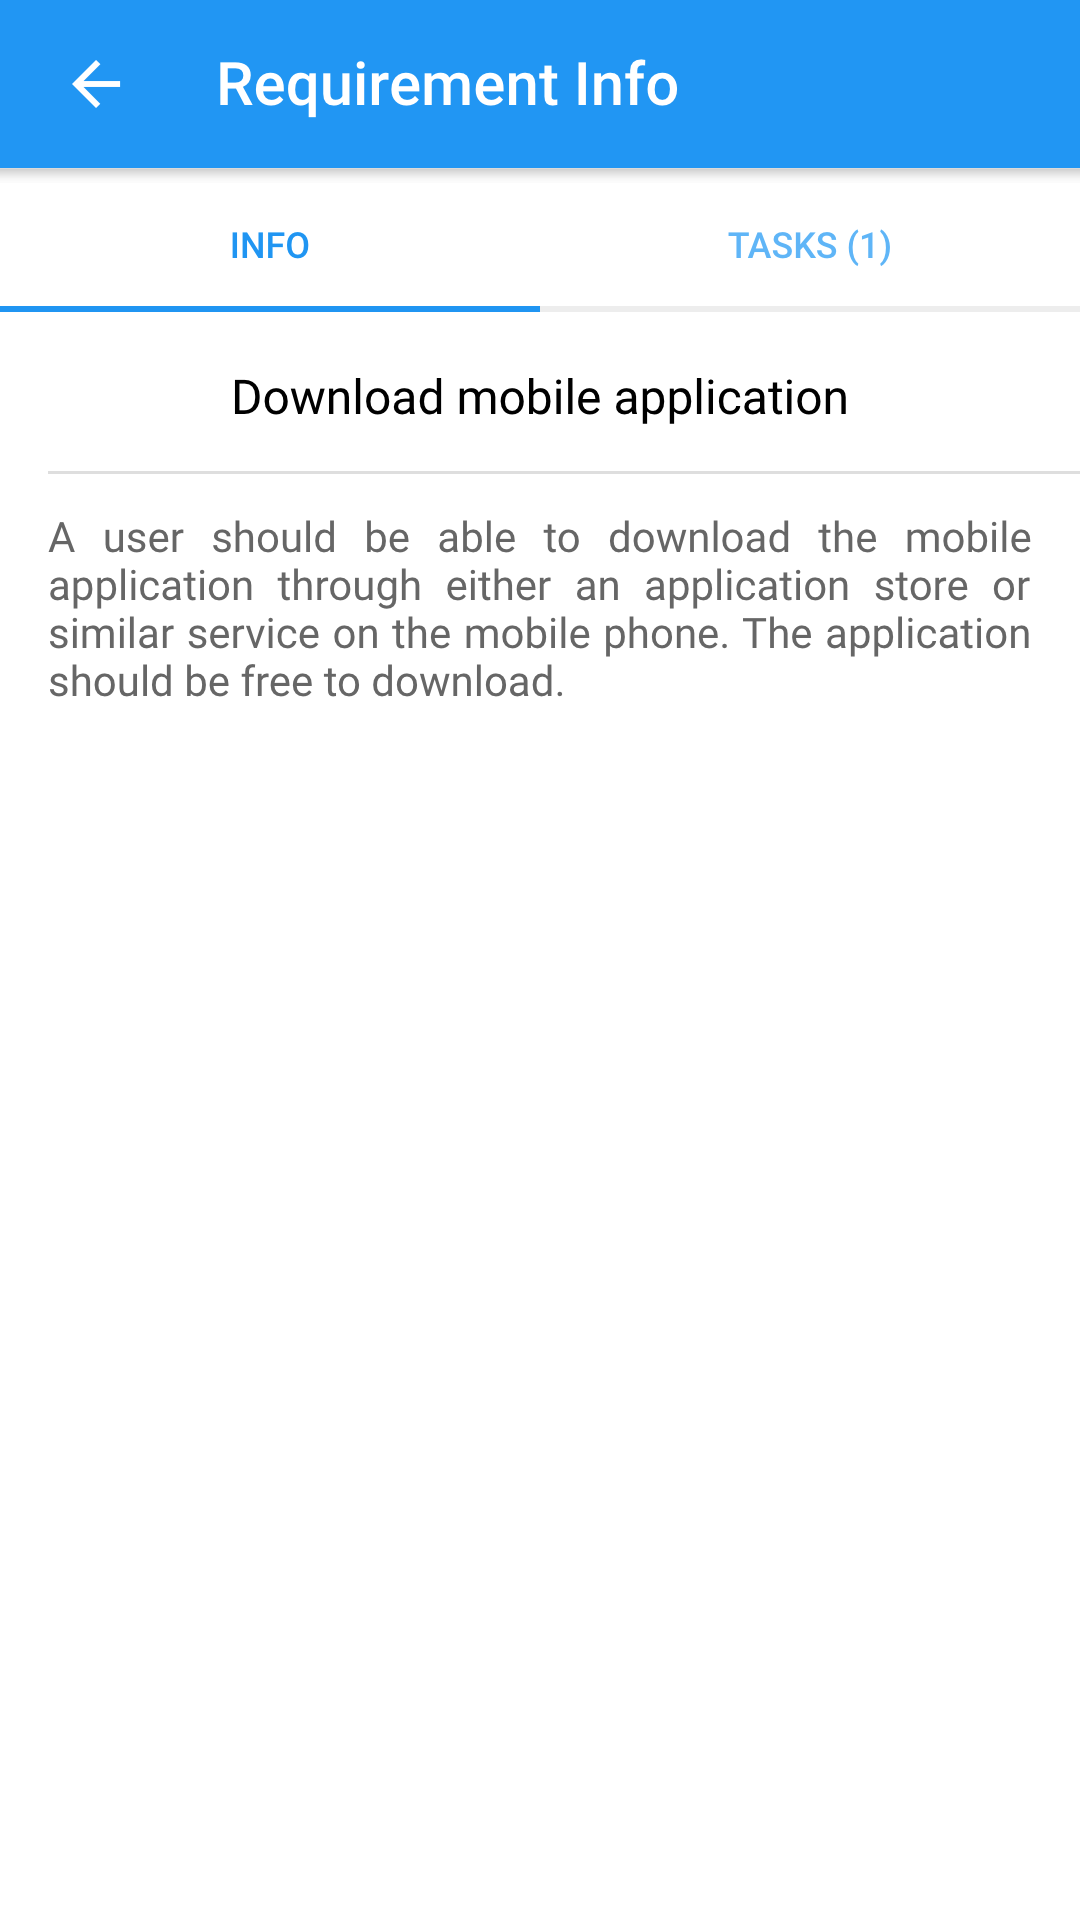 Requirement Info
INFO
TASKS (1)
Download mobile application
A user should be able to download the mobile
application through either an application store or
similar service on the mobile phone. The application
should be free to download.